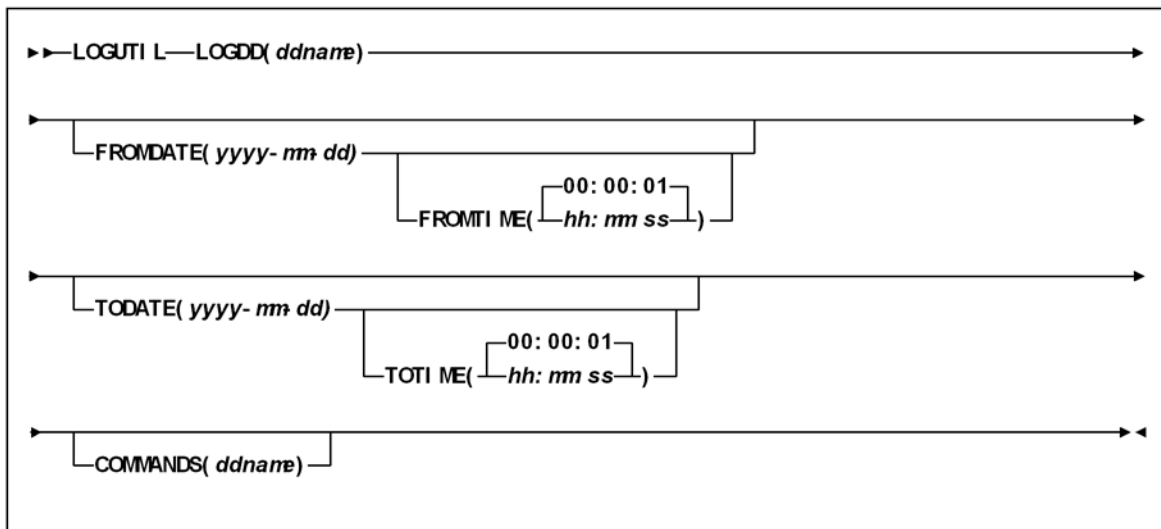 LOGUTIL LOGDD( ddname)
FROMDATE( yyyy- mm- dd)
00: 00: 01
FROMTIME( hh: mm ss )
TODATE( yyyy- mm- dd)
00: 00: 01
TOTIME( hh: mm ss )
COMMANDS( ddname)